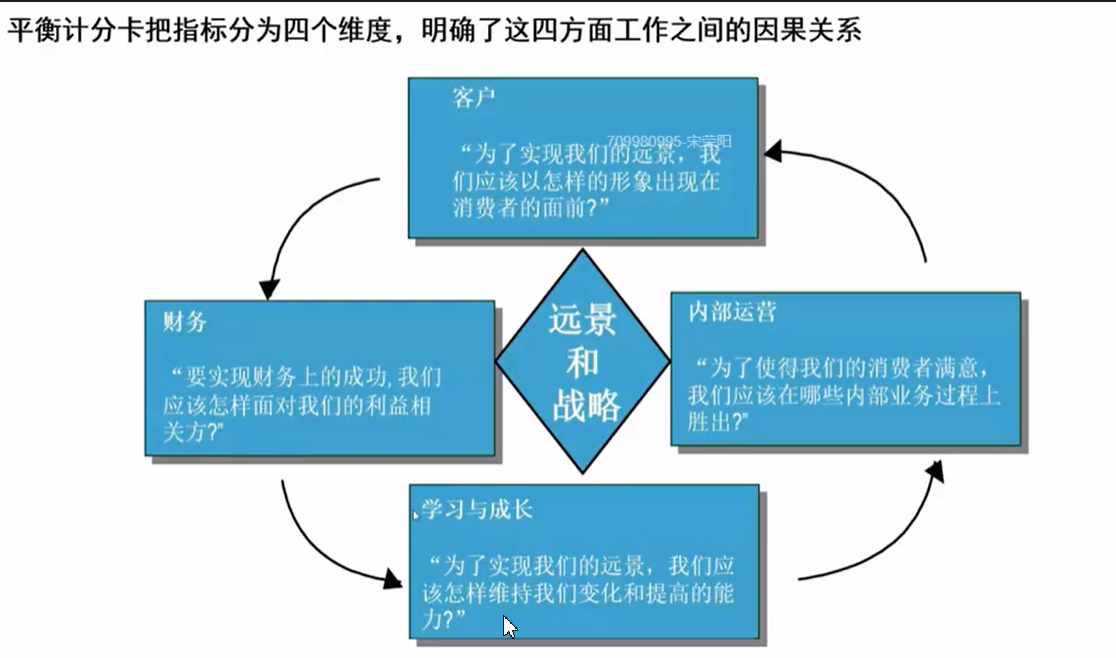 平衡计分卡把指标分为四个维度，明确了这四方面工作之间的因果关系
客户
709980995-宋荣阳
“为了实现我们的远景，我
们应该以怎样的形象出现在
消费者的面前?”
财务
“要实现财务上的成功,我们
应该怎样面对我们的利益相
关方?”
远景
和
战略
内部运营
“为了使得我们的消费者满意，
我们应该在哪些内部业务过程上
胜出?”
学习与成长
“为了实现我们的远景，我们应
该怎样维持我们变化和提高的能
力?”